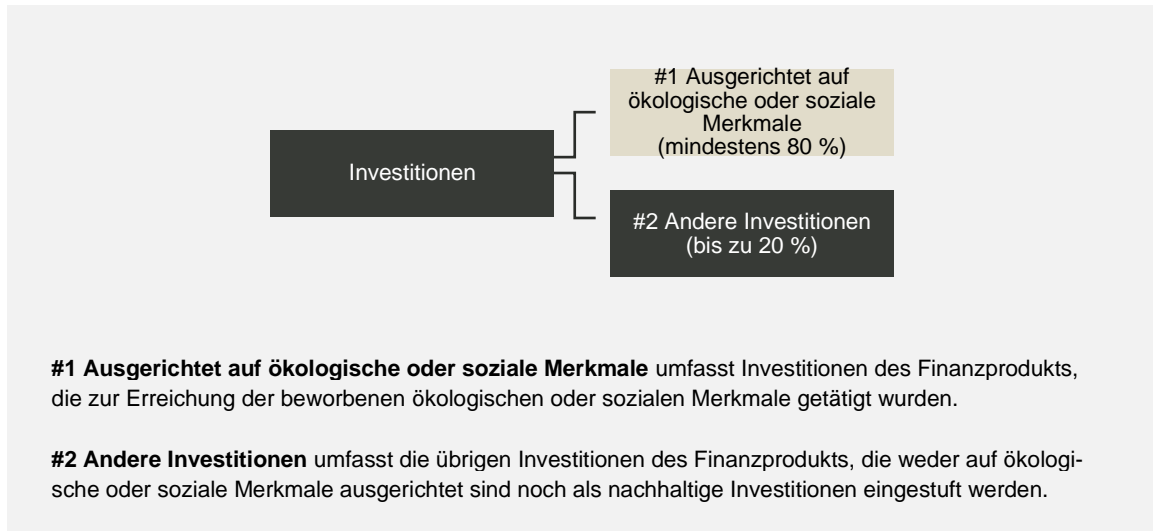 #1 Ausgerichtet auf
ökologische oder soziale
Merkmale
(mindestens 80 %)
Investitionen
#2 Andere Investitionen
(bis zu 20 %)
#1 Ausgerichtet auf ökologische oder soziale Merkmale umfasst Investitionen des Finanzprodukts,
die zur Erreichung der beworbenen ökologischen oder sozialen Merkmale getätigt wurden.
#2 Andere Investitionen umfasst die übrigen Investitionen des Finanzprodukts, die weder auf ökologi-
sche oder soziale Merkmale ausgerichtet sind noch als nachhaltige Investitionen eingestuft werden.